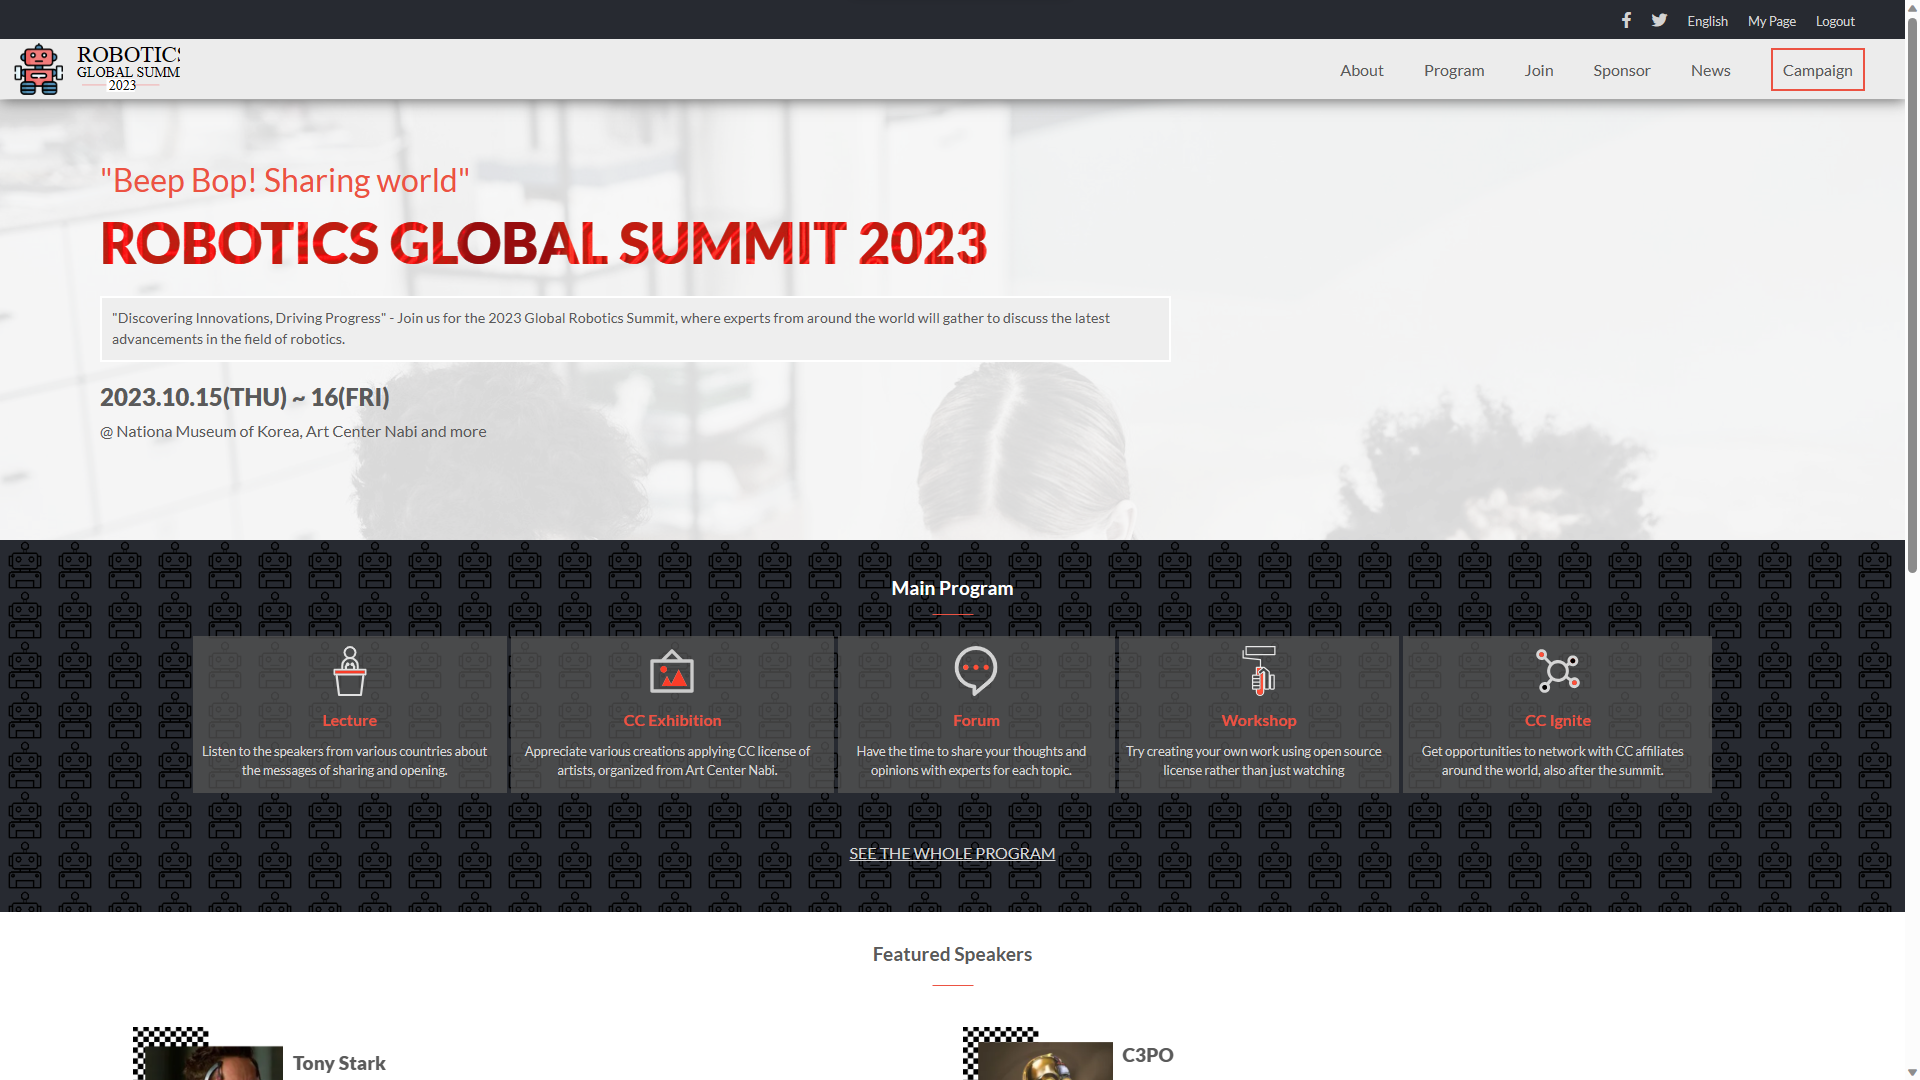 English
My Page
Logout
ROBOTICS
GLOBAL SUMM
2023
About
Program
Join
Sponsor
News
Campaign
"Beep Bop! Sharing world"
ROBOTICS GLOBAL SUMMIT 2023
"Discovering Innovations, Driving Progress" - Join us for the 2023 Global Robotics Summit, where experts from around the world will gather to discuss the latest
advancements in the field of robotics.
2023.10.15(THU) ~ 16(FRI)
@ Nationa Museum of Korea, Art Center Nabi and more
Main Program
Lecture
Listen to the speakers from various countries about
the messages of sharing and opening.
CC Exhibition
Appreciate various creations applying CC license of
artists, organized from Art Center Nabi.
Forum
Have the time to share your thoughts and
opinions with experts for each topic.
Workshop
Try creating your own work using open source
license rather than just watching
CC Ignite
Get opportunities to network with CC affiliates
around the world, also after the summit.
SEE THE WHOLE PROGRAM
Featured Speakers
Tony Stark
C3PO